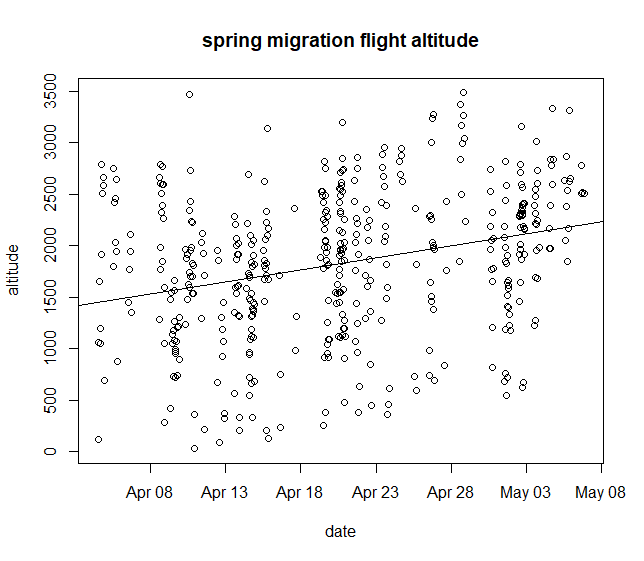 spring migration flight altitude
altitude
3500
3000
2500
2000
1500
1000
500
0
Apr 08 Apr 13 Apr 18 Apr 23 Apr 28 May 03 May 08
date